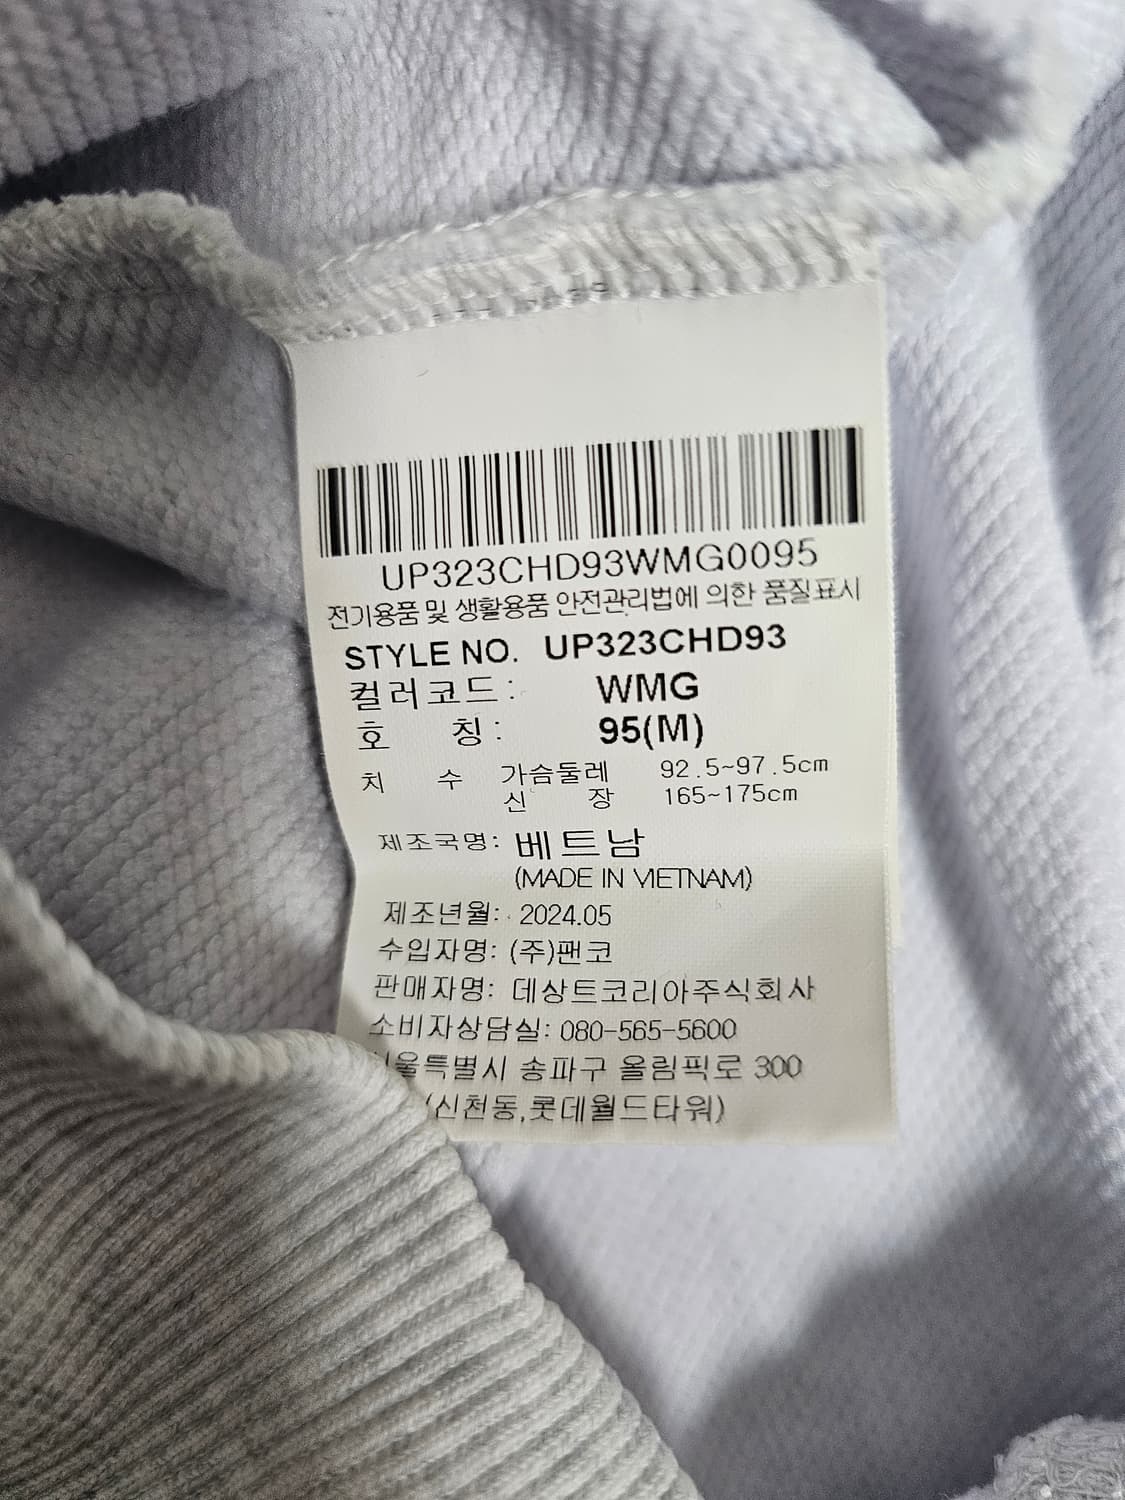 UP323CHD93WMG0095
전기용품 및 생활용품 안전관리법에 의한 품질표시
STYLE NO. UP323CHD93
컬러코드: WMG
호 칭: 95(M)
치 수 가슴둘레 92.5~97.5cm
신 장 165~175cm
제조국명: 베트남
(MADE IN VIETNAM)
제조년월: 2024.05
수입자명: (주)팬코
판매자명: 데상트코리아주식회사
소비자상담실: 080-565-5600
서울특별시 송파구 올림픽로 300
(신천동,롯데월드타워)